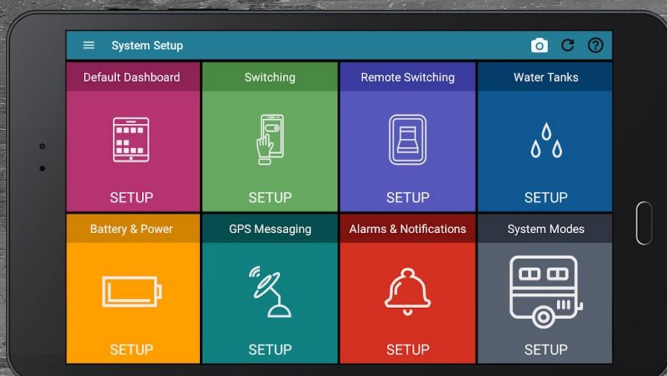 System Setup
Default Dashboard
Switching
Remote Switching
Water Tanks
SETUP
SETUP
SETUP
SETUP
Battery & Power
GPS Messaging
Alarms & Notifications
System Modes
SETUP
SETUP
SETUP
SETUP